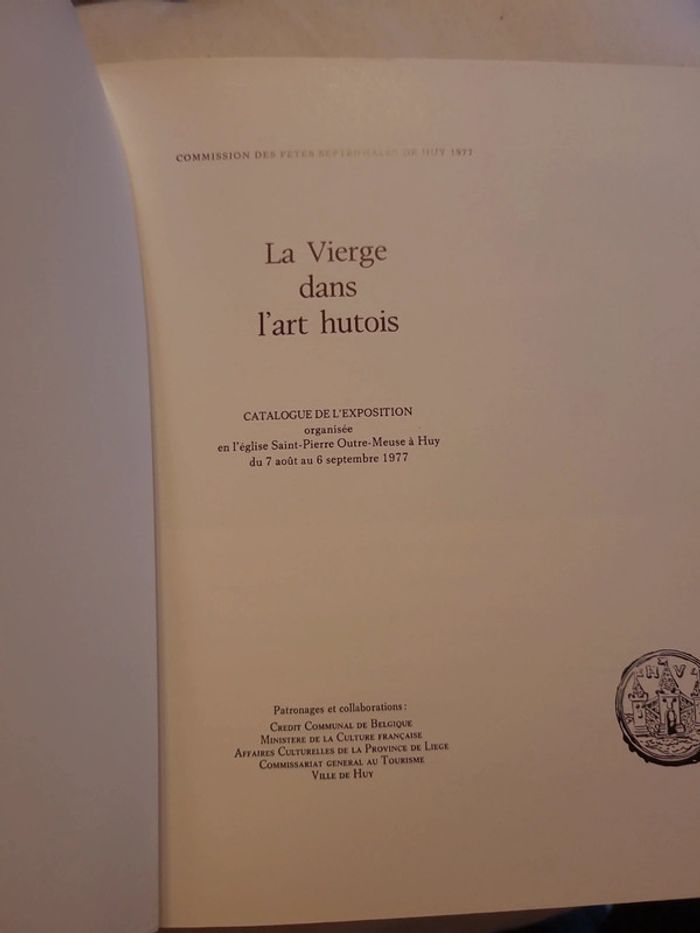 COMMISSION DES FETES SEPTENNALES DE HUY 1977
La Vierge
dans
l'art hutois
CATALOGUE DE L'EXPOSITION
organisée
en l'église Saint-Pierre Outre-Meuse à Huy
du 7 août au 6 septembre 1977
Patronages et collaborations :
CREDIT COMMUNAL DE BELGIQUE
MINISTERE DE LA CULTURE FRANÇAISE
AFFAIRES CULTURELLES DE LA PROVINCE DE LIEGE
COMMISSARIAT GENERAL AU TOURISME
VILLE DE HUY